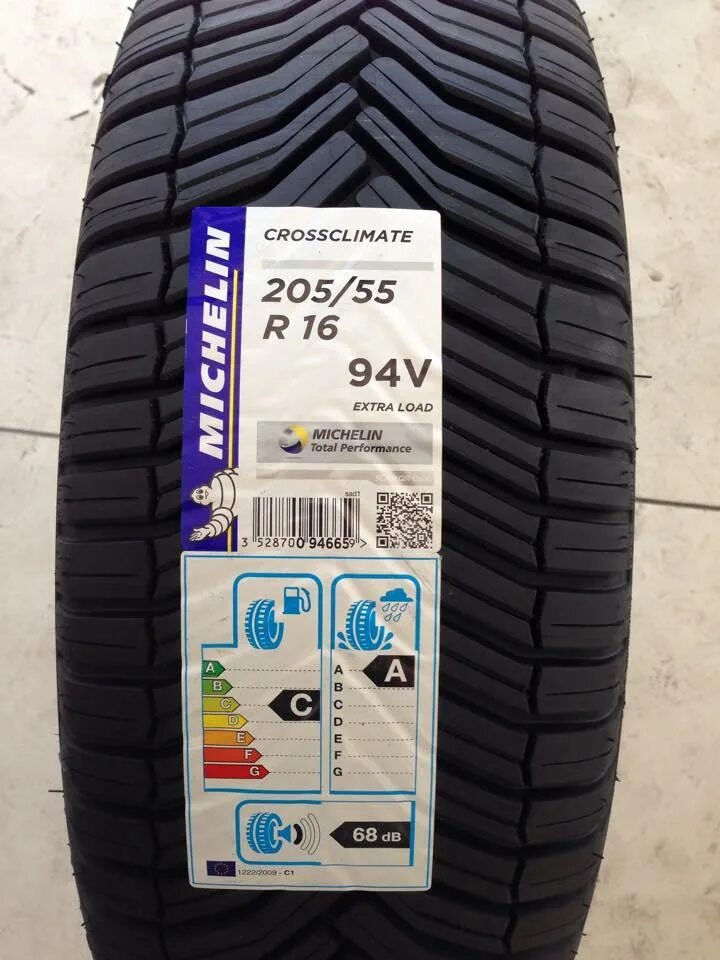 MICHELIN
CROSSCLIMATE
205/55
R 16
94V
EXTRA LOAD
MICHELIN
Total Performance
sad1
3 528700 946659 >
A
B
C
D
E
F
G
C
A
B
C
D
E
F
G
A
68 dB
1222/2009 - C1